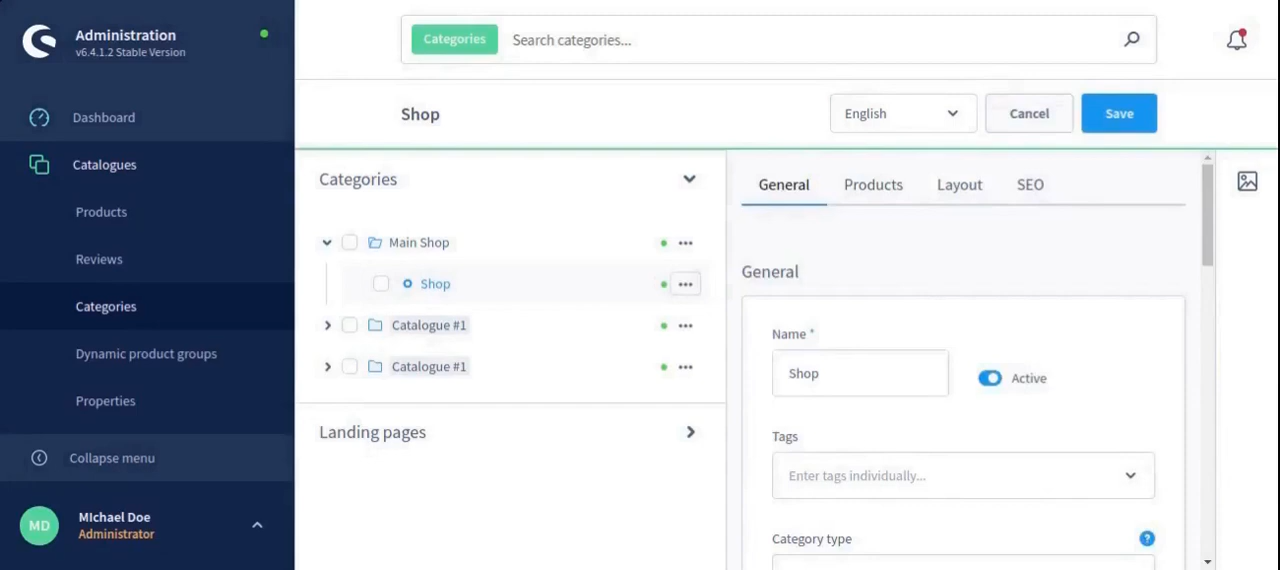 Administration
v6.4.1.2 Stable Version
Dashboard
Catalogues
Products
Reviews
Categories
Dynamic product groups
Properties
Collapse menu
MD
MIchael Doe
Administrator
Categories
Search categories...
Shop
English
Cancel
Save
Categories
Main Shop
Shop
Catalogue #1
Catalogue #1
Landing pages
General
Products
Layout
SEO
General
Name *
Shop
Active
Tags
Enter tags individually...
Category type
?